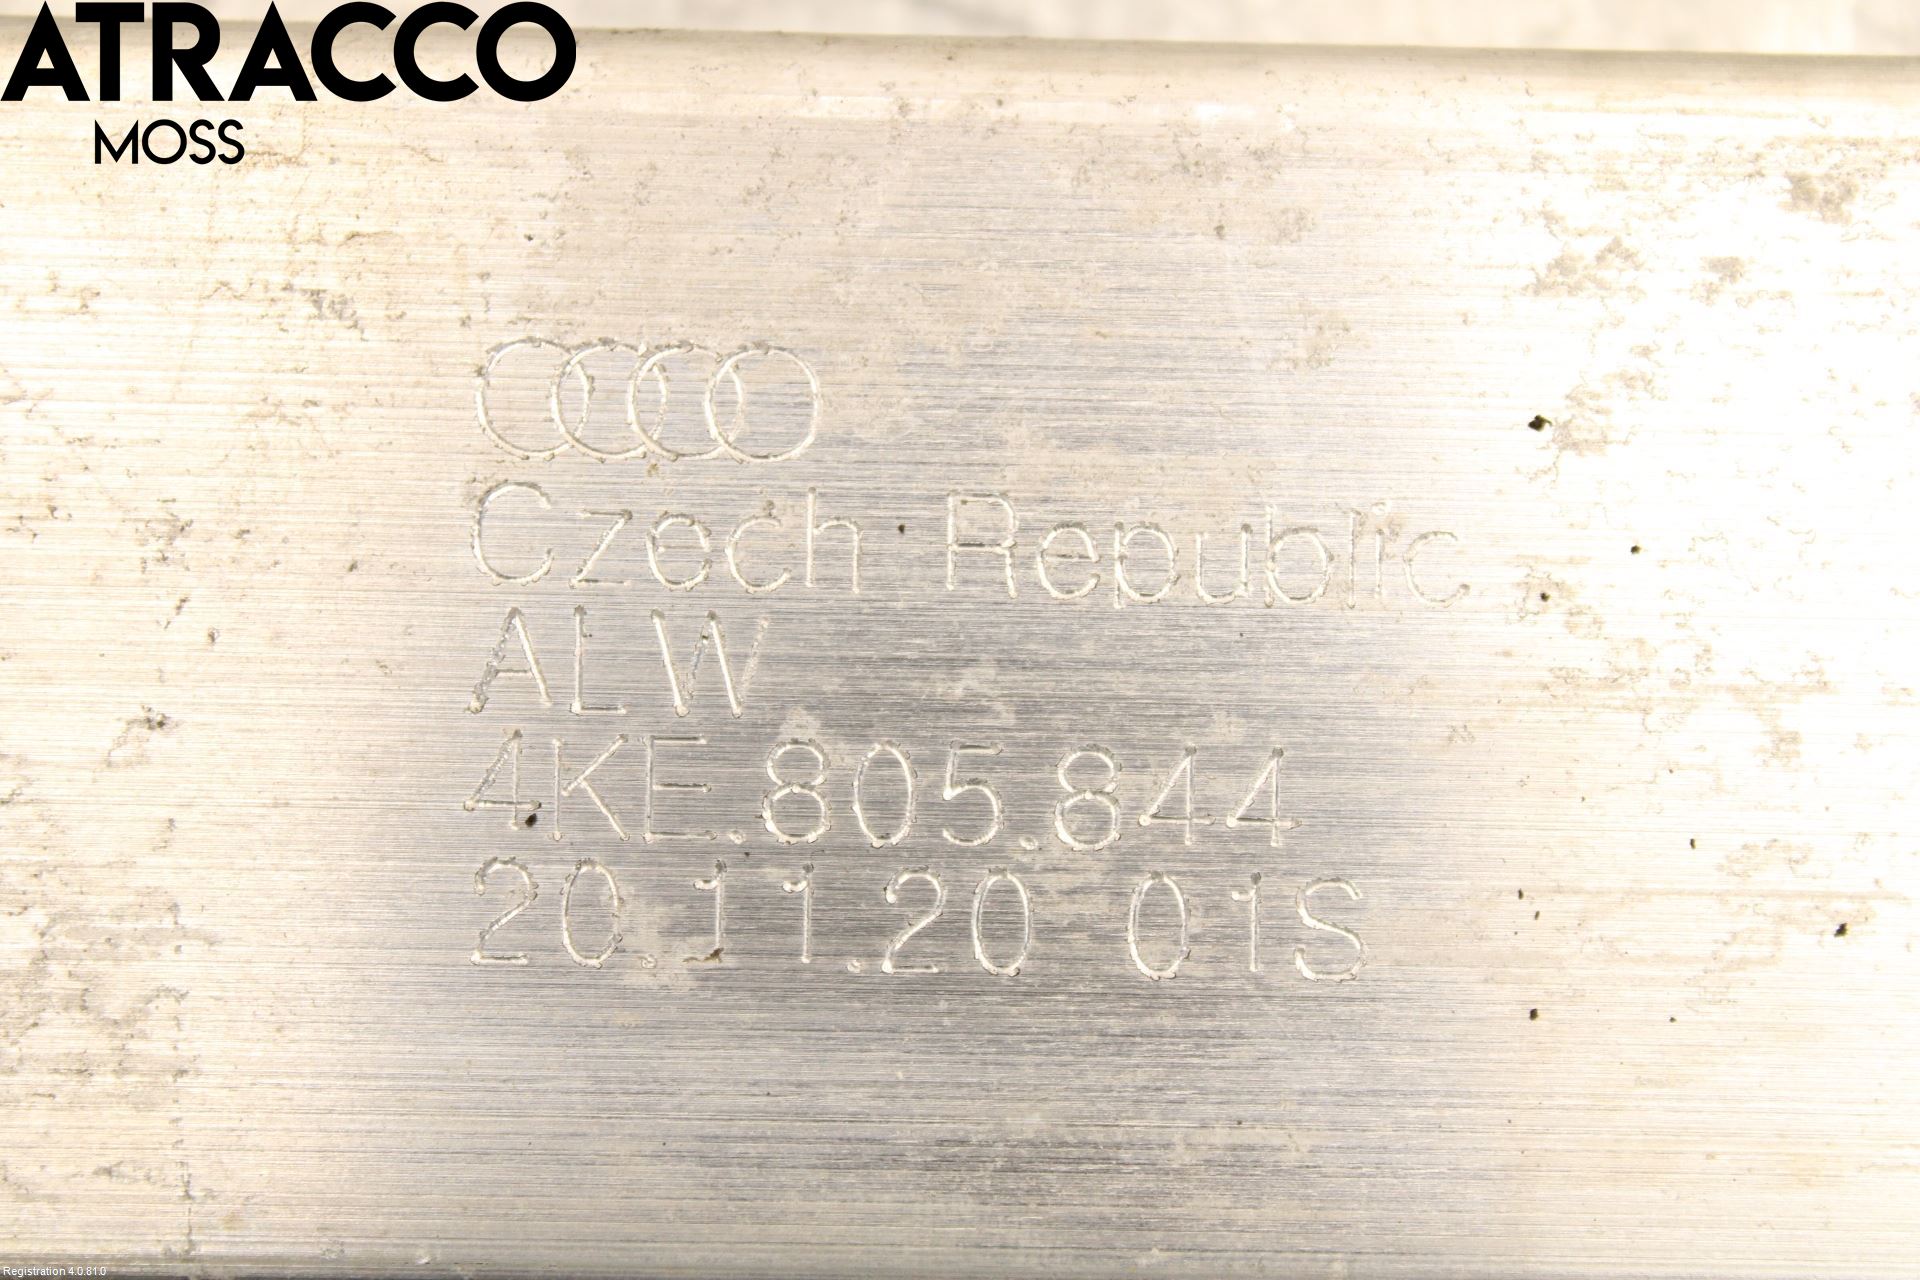 ATRACCO
MOSS
Czech Republic
ALW
4KE.805.844
20.11.20 01S
Registration 4.0.81.0